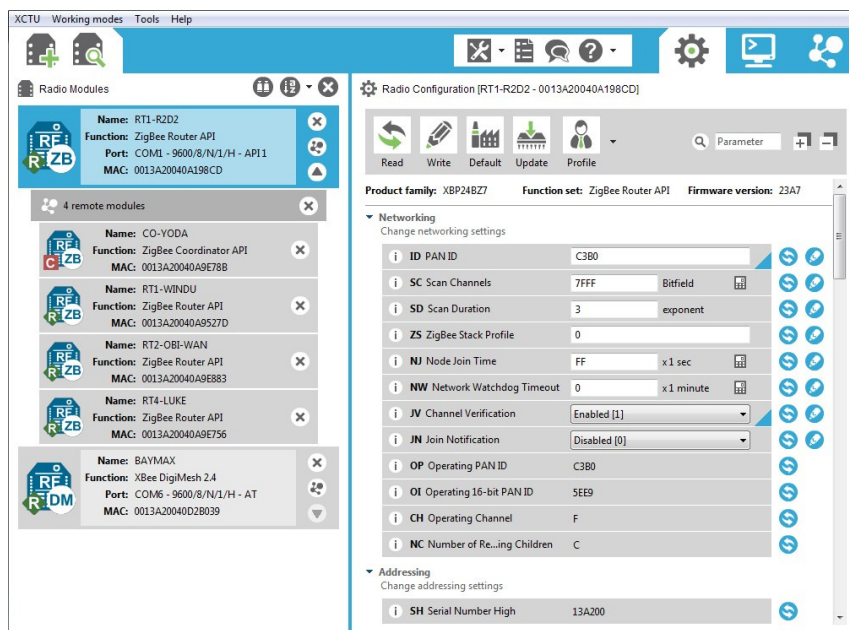 XCTU Working modes Tools Help
Radio Modules
Name: RT1-R2D2
Function: ZigBee Router API
Port: COM1 - 9600/8/N/1/H - API 1
MAC: 0013A20040A198CD
RF
R ZB
4 remote modules
Name: CO-YODA
Function: ZigBee Coordinator API
MAC: 0013A20040A9E78B
RF
C ZB
Name: RT1-WINDU
Function: ZigBee Router API
MAC: 0013A20040A9527D
RF
R ZB
Name: RT2-OBI-WAN
Function: ZigBee Router API
MAC: 0013A20040A9E883
RF
R ZB
Name: RT4-LUKE
Function: ZigBee Router API
MAC: 0013A20040A9E756
RF
R ZB
Name: BAYMAX
Function: XBee DigiMesh 2.4
Port: COM6 - 9600/8/N/1/H - AT
MAC: 0013A20040D2B039
RF
R DM
Radio Configuration [RT1-R2D2 - 0013A20040A198CD]
Read Write Default Update Profile
Parameter
Product family: XBP24BZ7 Function set: ZigBee Router API Firmware version: 23A7
Networking
Change networking settings
i ID PAN ID C3B0
i SC Scan Channels 7FFF Bitfield
i SD Scan Duration 3 exponent
i ZS ZigBee Stack Profile 0
i NJ Node Join Time FF x 1 sec
i NW Network Watchdog Timeout 0 x 1 minute
i JV Channel Verification Enabled [1]
i JN Join Notification Disabled [0]
i OP Operating PAN ID C3B0
i OI Operating 16-bit PAN ID 5EE9
i CH Operating Channel F
i NC Number of Re...ing Children C
Addressing
Change addressing settings
i SH Serial Number High 13A200